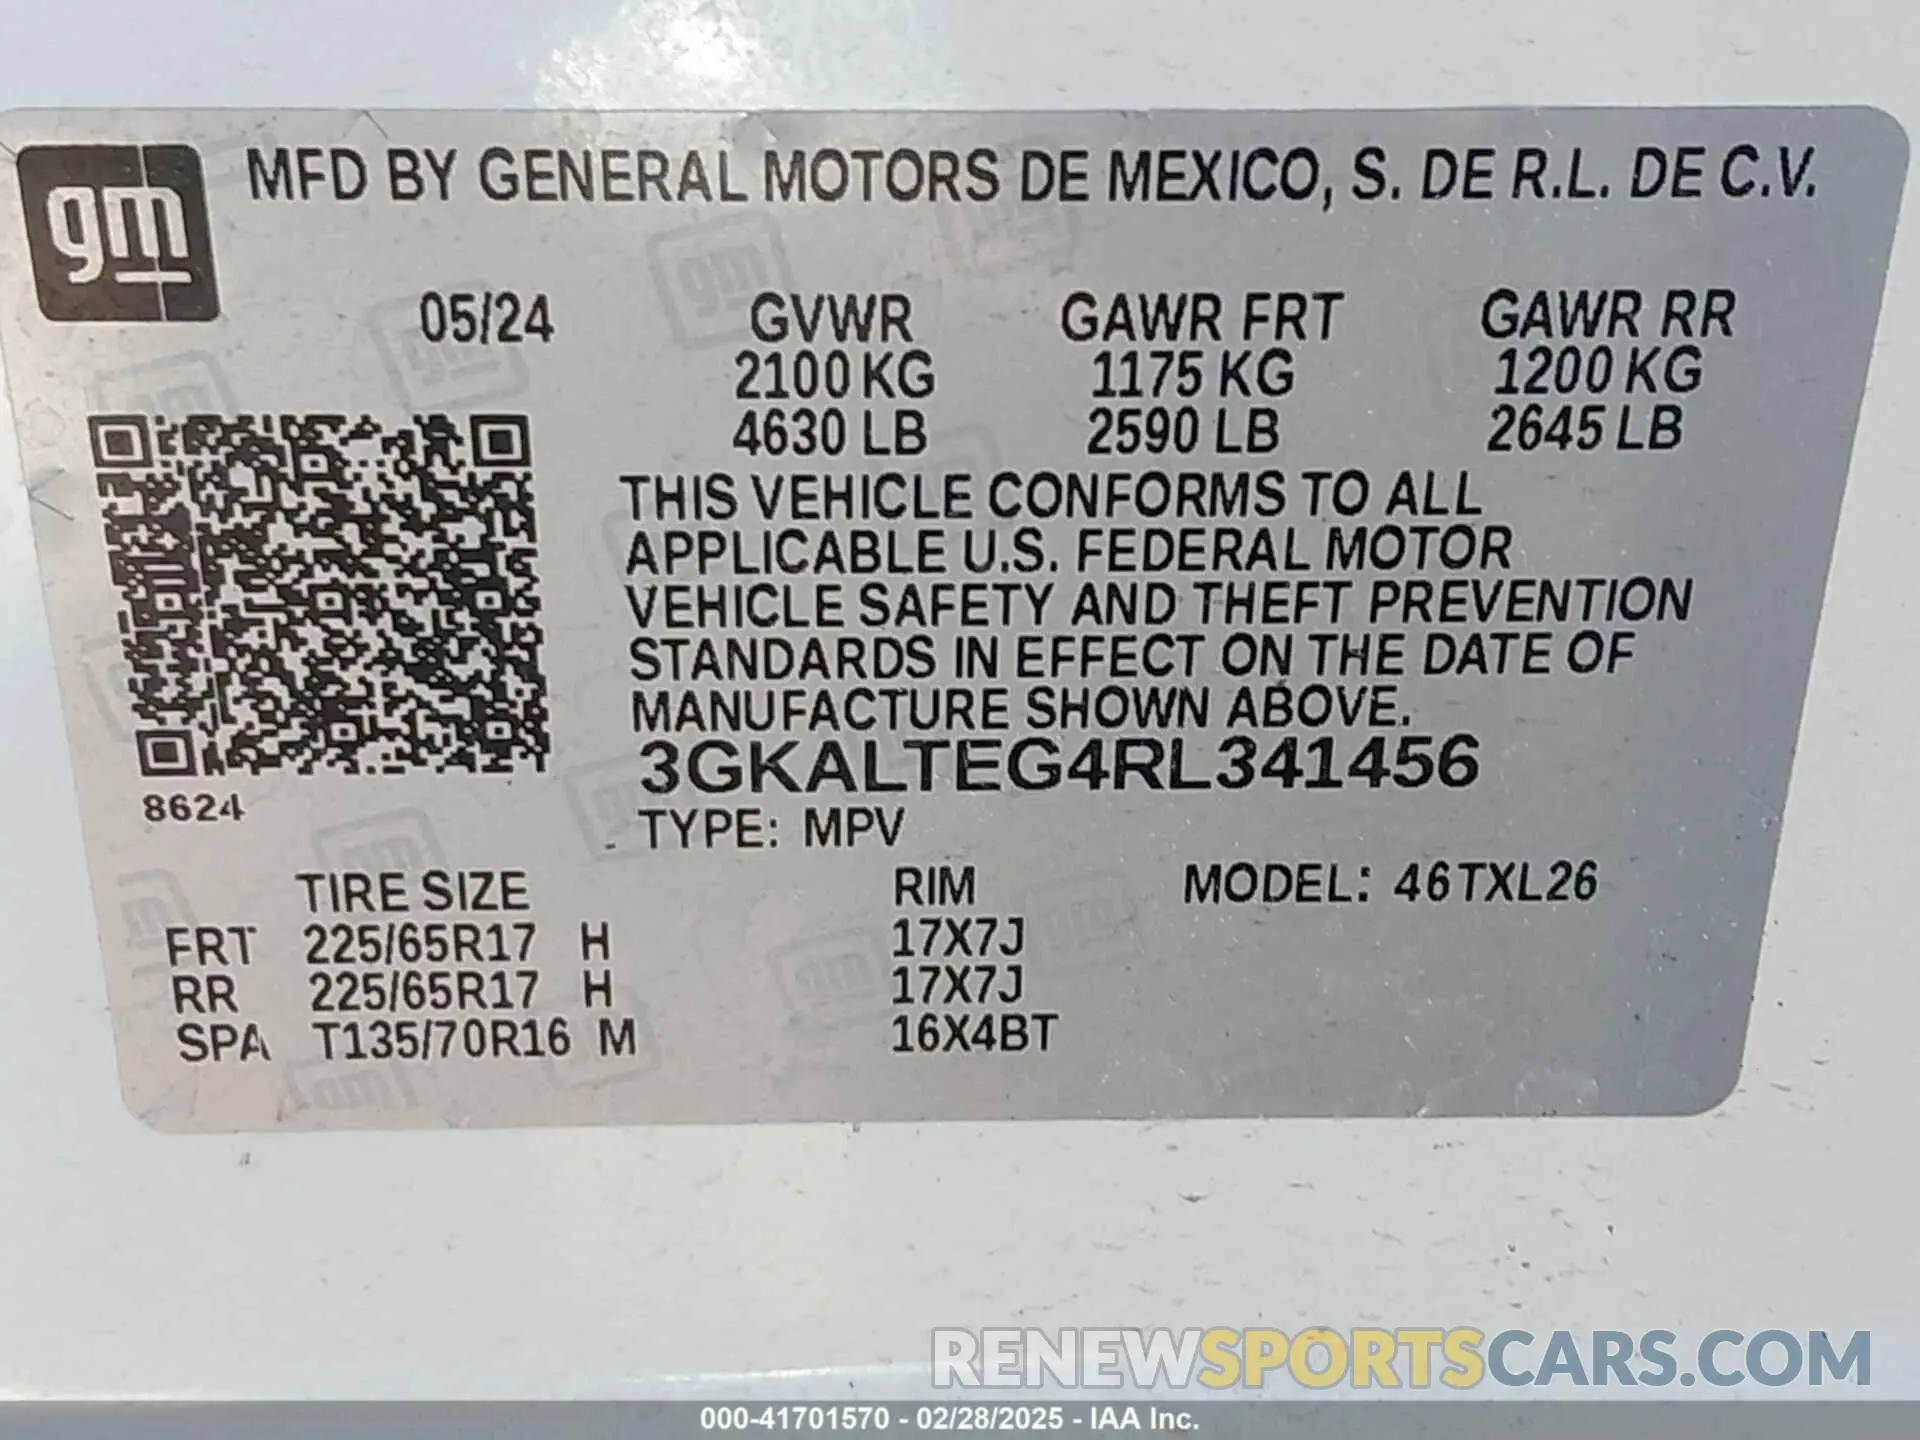 gm
MFD BY GENERAL MOTORS DE MEXICO, S. DE R.L. DE C.V.
05/24 GVWR GAWR FRT GAWR RR
2100 KG 1175 KG 1200 KG
4630 LB 2590 LB 2645 LB
THIS VEHICLE CONFORMS TO ALL
APPLICABLE U.S. FEDERAL MOTOR
VEHICLE SAFETY AND THEFT PREVENTION
STANDARDS IN EFFECT ON THE DATE OF
MANUFACTURE SHOWN ABOVE.
3GKALTEG4RL341456
8624
TYPE: MPV
TIRE SIZE RIM MODEL: 46TXL26
FRT 225/65R17 H 17X7J
RR 225/65R17 H 17X7J
SPA T135/70R16 M 16X4BT
RENEWSPORTSCARS.COM
000-41701570 - 02/28/2025 - IAA Inc.